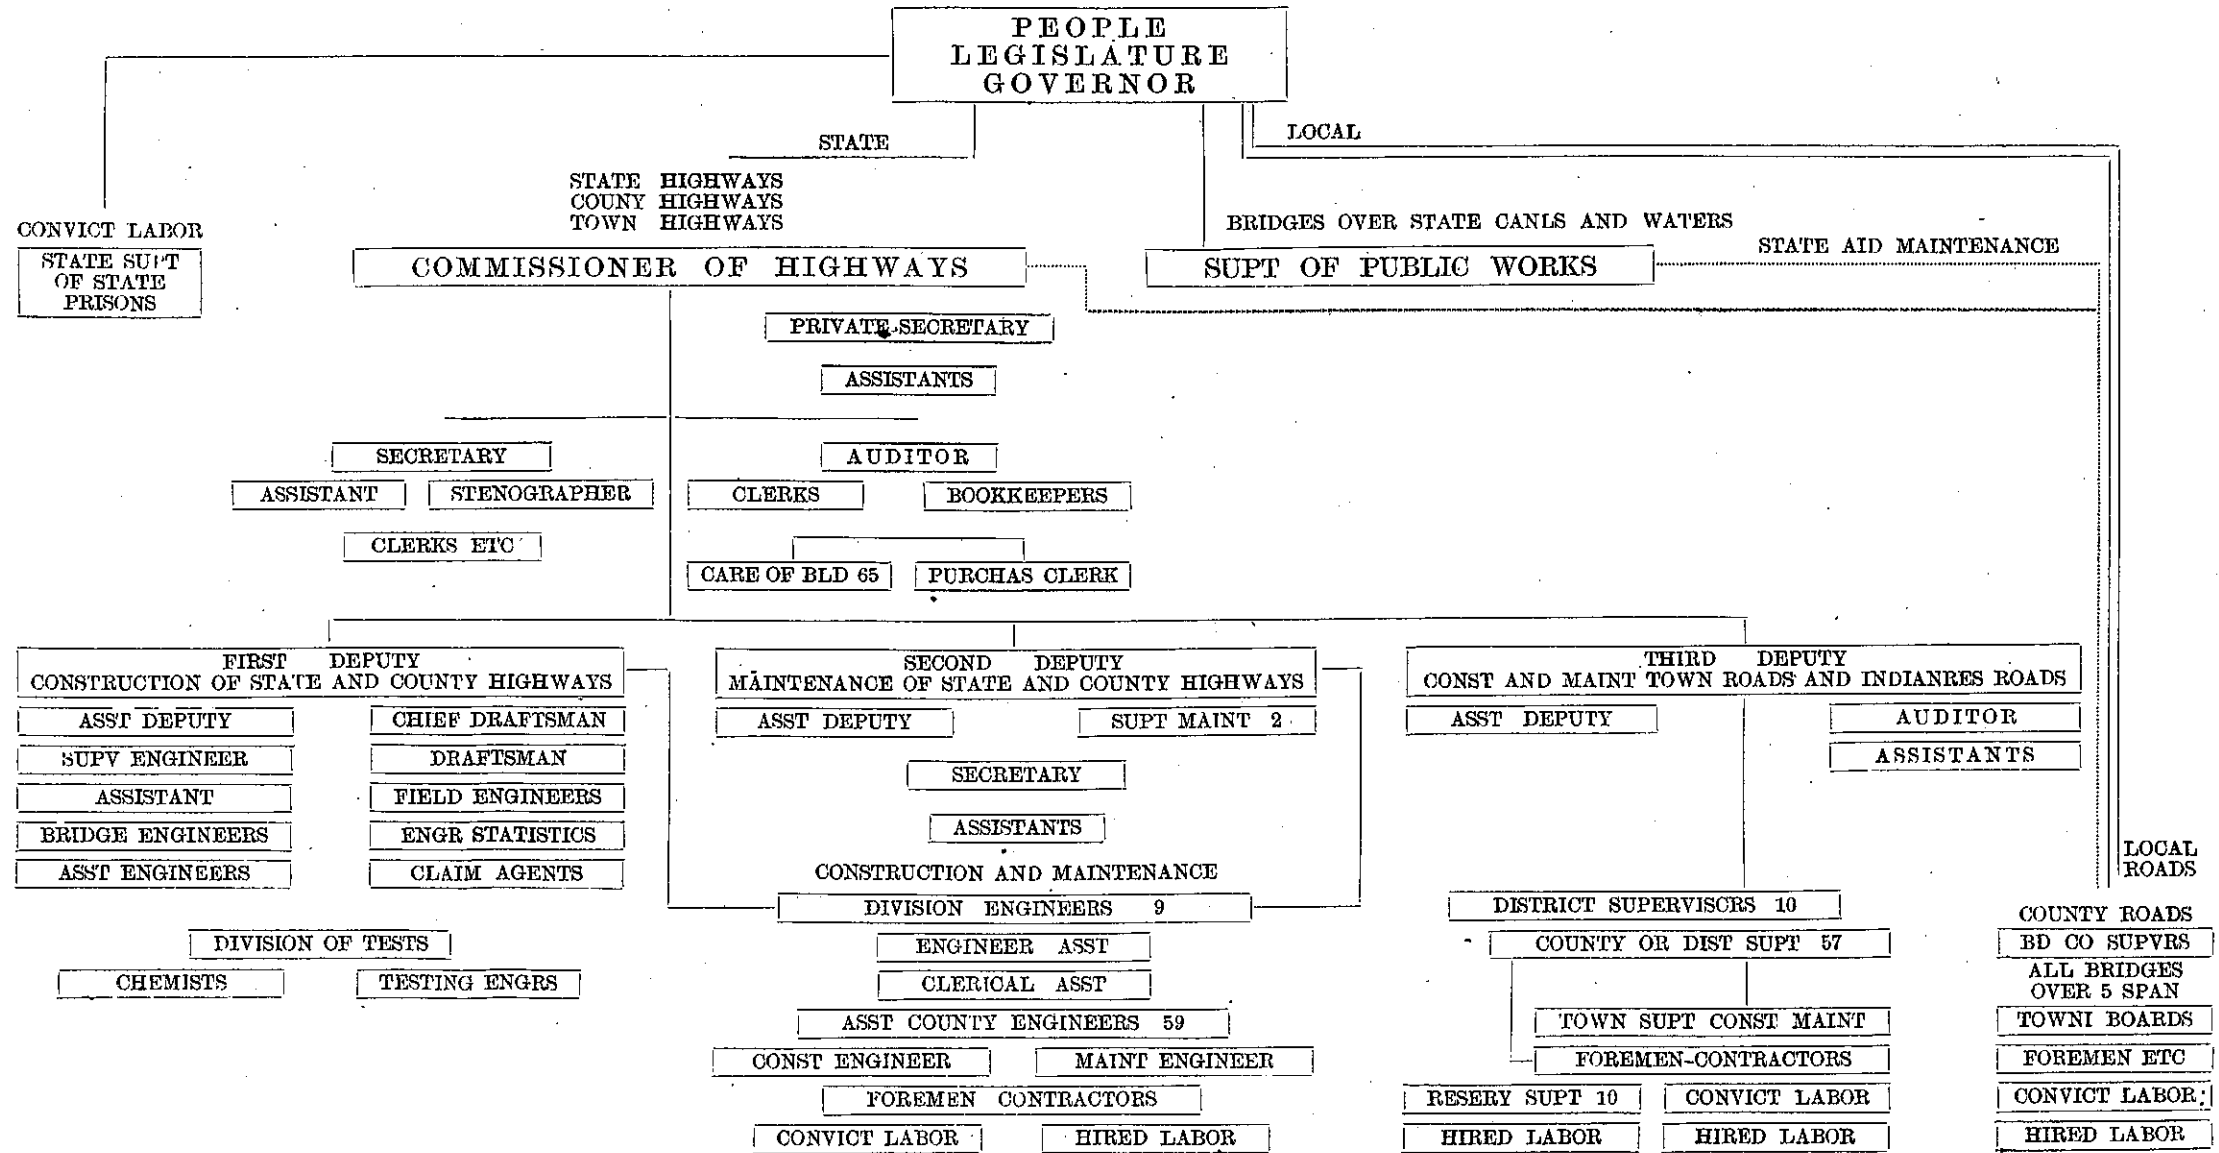 PEOPLE
LEGISLATURE
GOVERNOR
STATE
LOCAL
STATE HIGHWAYS
COUNY HIGHWAYS
TOWN HIGHWAYS
CONVICT LABOR
STATE SUPT
OF STATE
PRISONS
BRIDGES OVER STATE CANLS AND WATERS
STATE AID MAINTENANCE
COMMISSIONER OF HIGHWAYS
SUPT OF PUBLIC WORKS
PRIVATE SECRETARY
ASSISTANTS
SECRETARY
AUDITOR
ASSISTANT
STENOGRAPHER
CLERKS
BOOKKEEPERS
CLERKS ETC
CARE OF BLD 65
PURCHAS CLERK
FIRST DEPUTY
CONSTRUCTION OF STATE AND COUNTY HIGHWAYS
ASST DEPUTY
CHIEF DRAFTSMAN
SUPV ENGINEER
DRAFTSMAN
ASSISTANT
FIELD ENGINEERS
BRIDGE ENGINEERS
ENGR STATISTICS
ASST ENGINEERS
CLAIM AGENTS
DIVISION OF TESTS
CHEMISTS
TESTING ENGRS
SECOND DEPUTY
MAINTENANCE OF STATE AND COUNTY HIGHWAYS
ASST DEPUTY
SUPT MAINT 2
SECRETARY
ASSISTANTS
CONSTRUCTION AND MAINTENANCE
DIVISION ENGINEERS 9
ENGINEER ASST
CLERICAL ASST
ASST COUNTY ENGINEERS 59
CONST ENGINEER
MAINT ENGINEER
FOREMEN CONTRACTORS
CONVICT LABOR
HIRED LABOR
THIRD DEPUTY
CONST AND MAINT TOWN ROADS AND INDIANRES ROADS
ASST DEPUTY
AUDITOR
ASSISTANTS
DISTRICT SUPERVISORS 10
COUNTY OR DIST SUPT 57
TOWN SUPT CONST MAINT
FOREMEN-CONTRACTORS
RESERY SUPT 10
CONVICT LABOR
HIRED LABOR
HIRED LABOR
LOCAL
ROADS
COUNTY ROADS
BD CO SUPVRS
ALL BRIDGES
OVER 5 SPAN
TOWNI BOARDS
FOREMEN ETC
CONVICT LABOR
HIRED LABOR